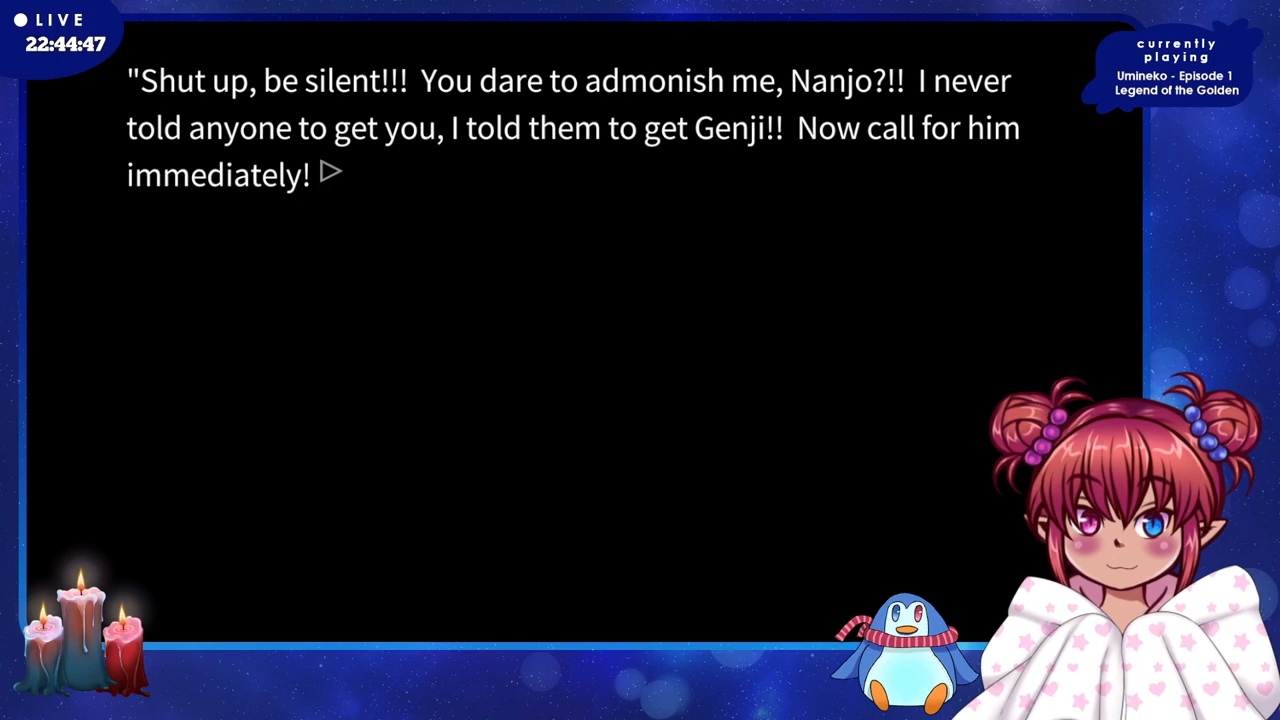 LIVE
22:44:47
"Shut up, be silent!!!  You dare to admonish me, Nanjo?!!  I never
told anyone to get you, I told them to get Genji!!  Now call for him
immediately!
currently
playing
Umineko - Episode 1
Legend of the Golden